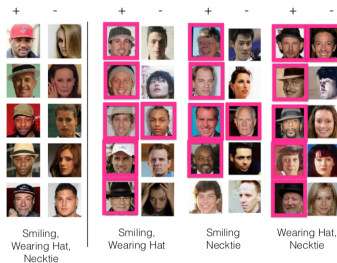 + - + - + - + -
Smiling, Wearing Hat, Necktie
Smiling, Wearing Hat
Smiling Necktie
Wearing Hat, Necktie